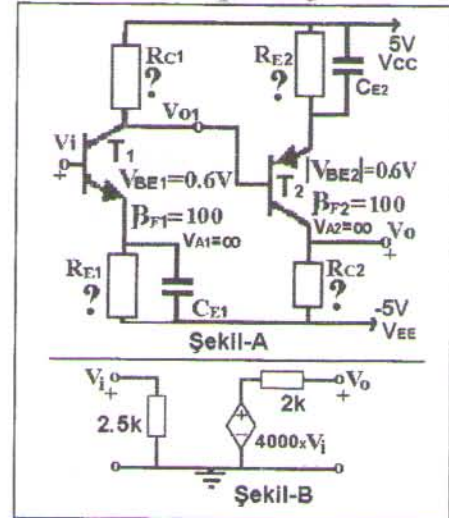 RC1
?
RE2
?
5V
VCC
CE2
Vi
+
T1
Vo1
VBE1=0.6V
βF1=100
VA1=∞
|VBE2|=0.6V
T2
βF2=100
VA2=∞
Vo
+
RE1
?
CE1
RC2
?
-5V
VEE
Şekil-A
Vi
+
2.5k
+
−
4000xVi
2k
Vo
+
Şekil-B